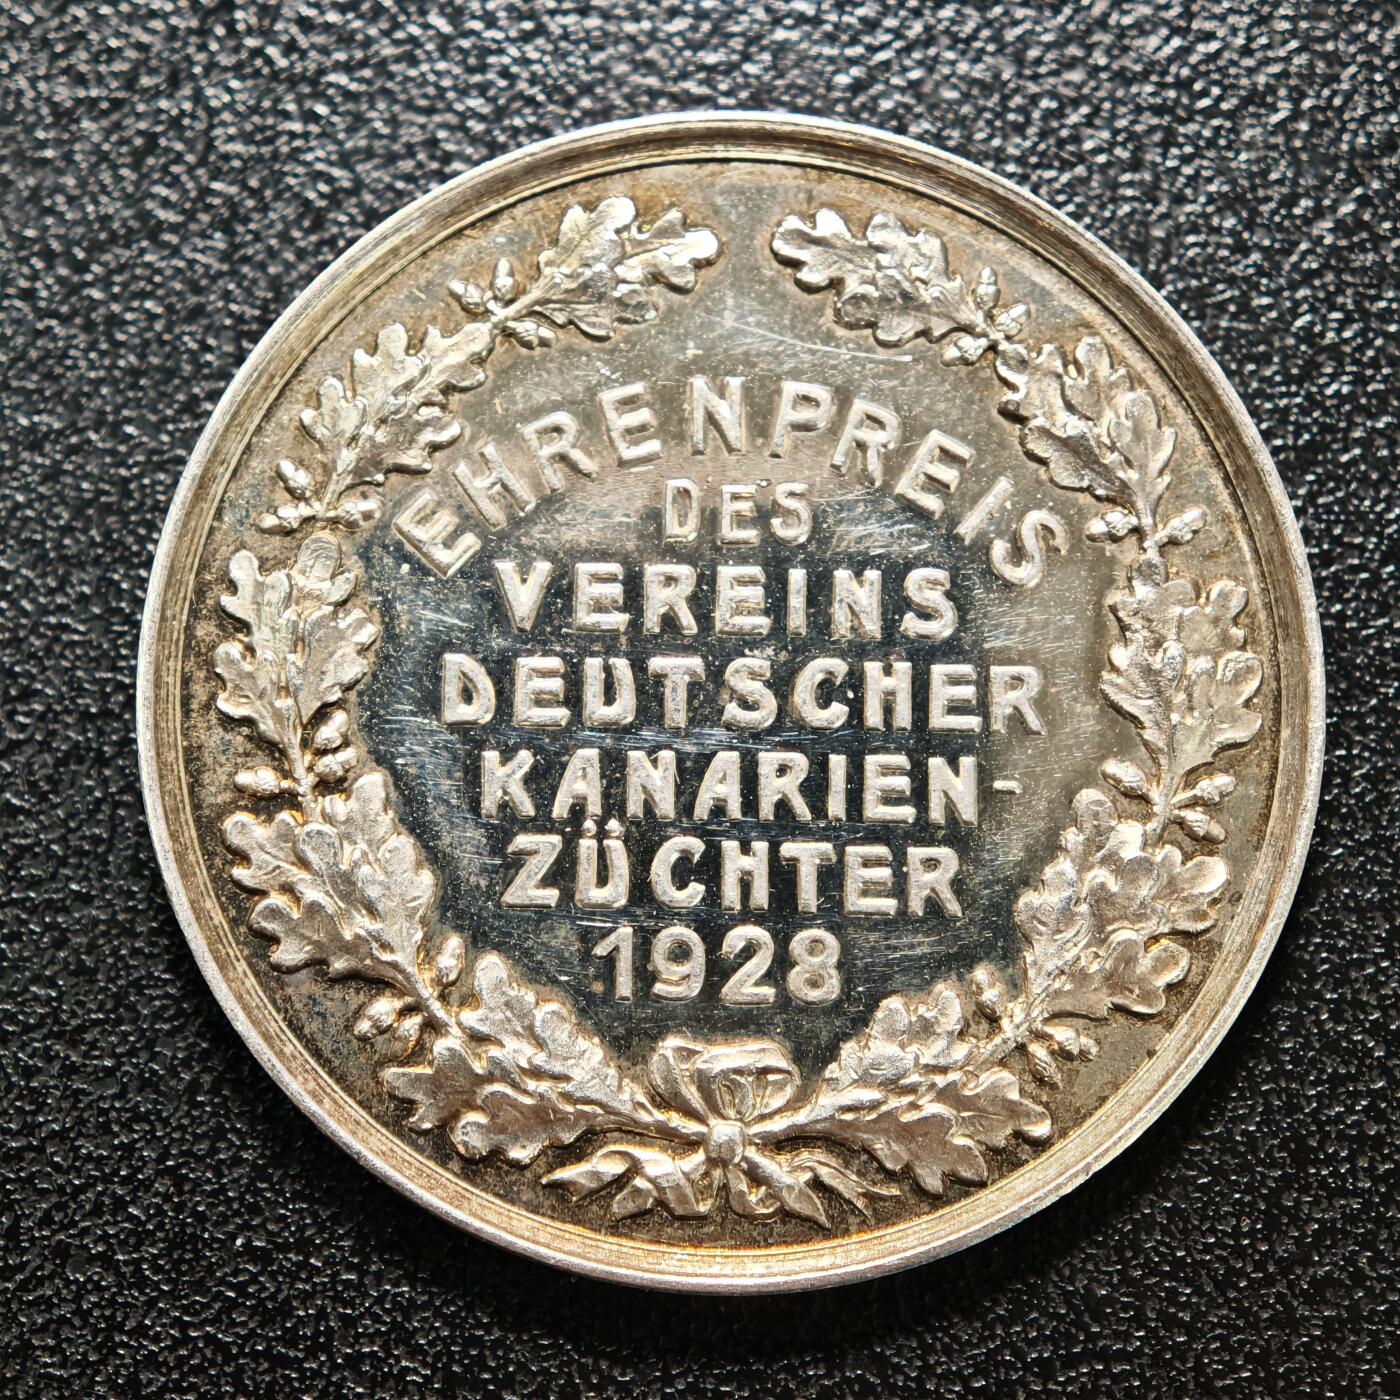 EHRENPREIS
DES
VEREINS
DEUTSCHER
KANARIEN-
ZÜCHTER
1928